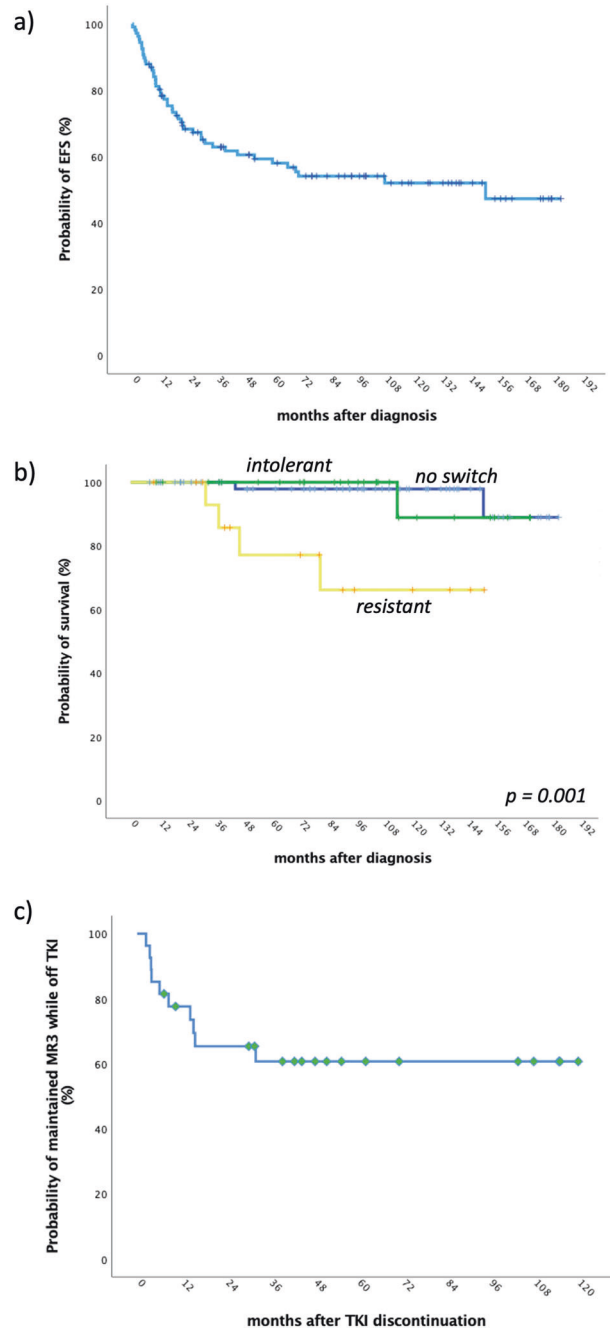 a)
Probability of EFS (%)
100
80
60
40
20
0
0 12 24 36 48 60 72 84 96 108 120 132 144 156 168 180 192
months after diagnosis
b)
Probability of survival (%)
100
80
60
40
20
0
intolerant
no switch
resistant
p = 0.001
0 12 24 36 48 60 72 84 96 108 120 132 144 156 168 180 192
months after diagnosis
c)
Probability of maintained MR3 while off TKI
(%)
100
80
60
40
20
0
0 12 24 36 48 60 72 84 96 108 120
months after TKI discontinuation